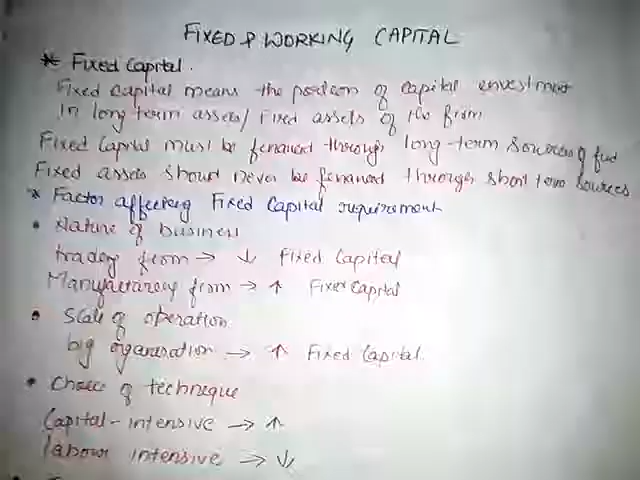 FIXED & WORKING CAPITAL
* Fixed Capital.
Fixed capital means the portion of capital investment
in long term assets/ fixed assets of the firm
Fixed Capital must be financed through long-term sources of fund
Fixed assets should never be financed through short term sources
* Factor affecting Fixed Capital requirement
• Nature of business
trading firm → ↓ Fixed Capital
Manufacturing firm → ↑ Fixed Capital
• Scale of operation
big organisation → ↑ Fixed Capital.
• Choice of technique
Capital-intensive → ↑
labour intensive → ↓